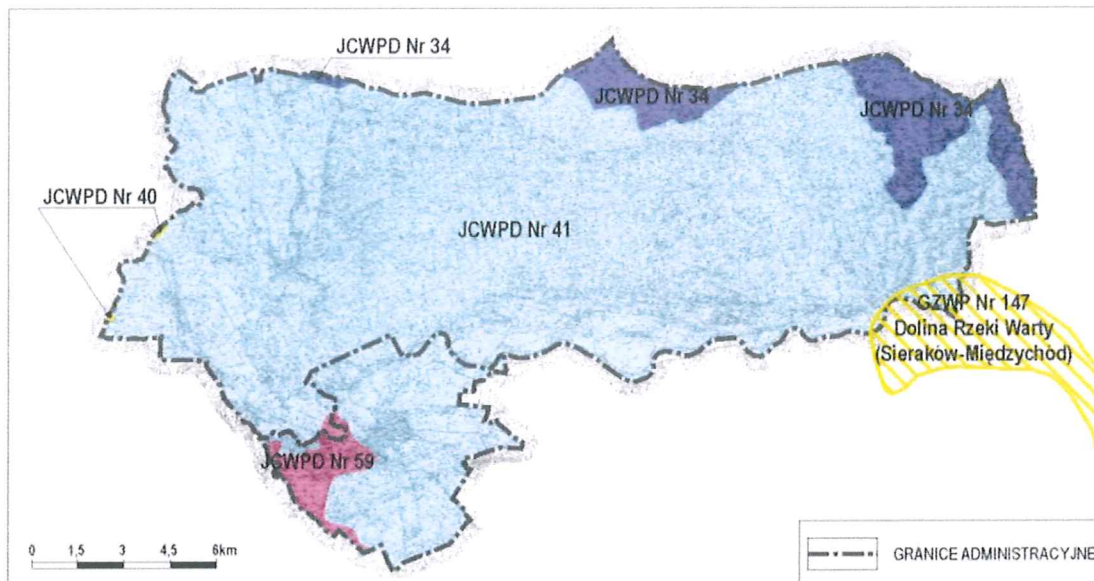 JCWPD Nr 34
JCWPD Nr 34
JCWPD Nr 34
JCWPD Nr 40
JCWPD Nr 41
GZWP Nr 147
Dolina Rzeki Warty
(Sieraków-Międzychód)
JCWPD Nr 59
0 1,5 3 4,5 6km
GRANICE ADMINISTRACYJNE